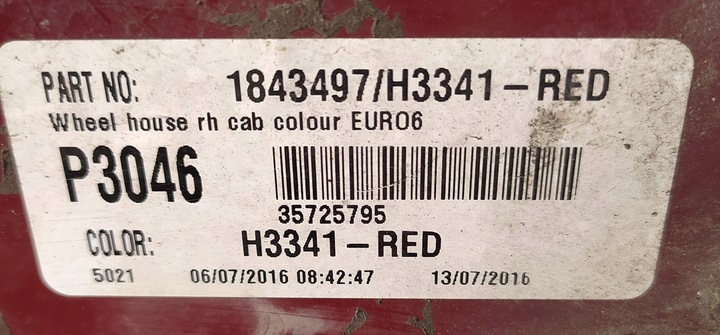 PART NO: 1843497/H3341-RED
Wheel house rh cab colour EURO6
P3046
35725795
COLOR: H3341-RED
5021 06/07/2016 08:42:47 13/07/2016